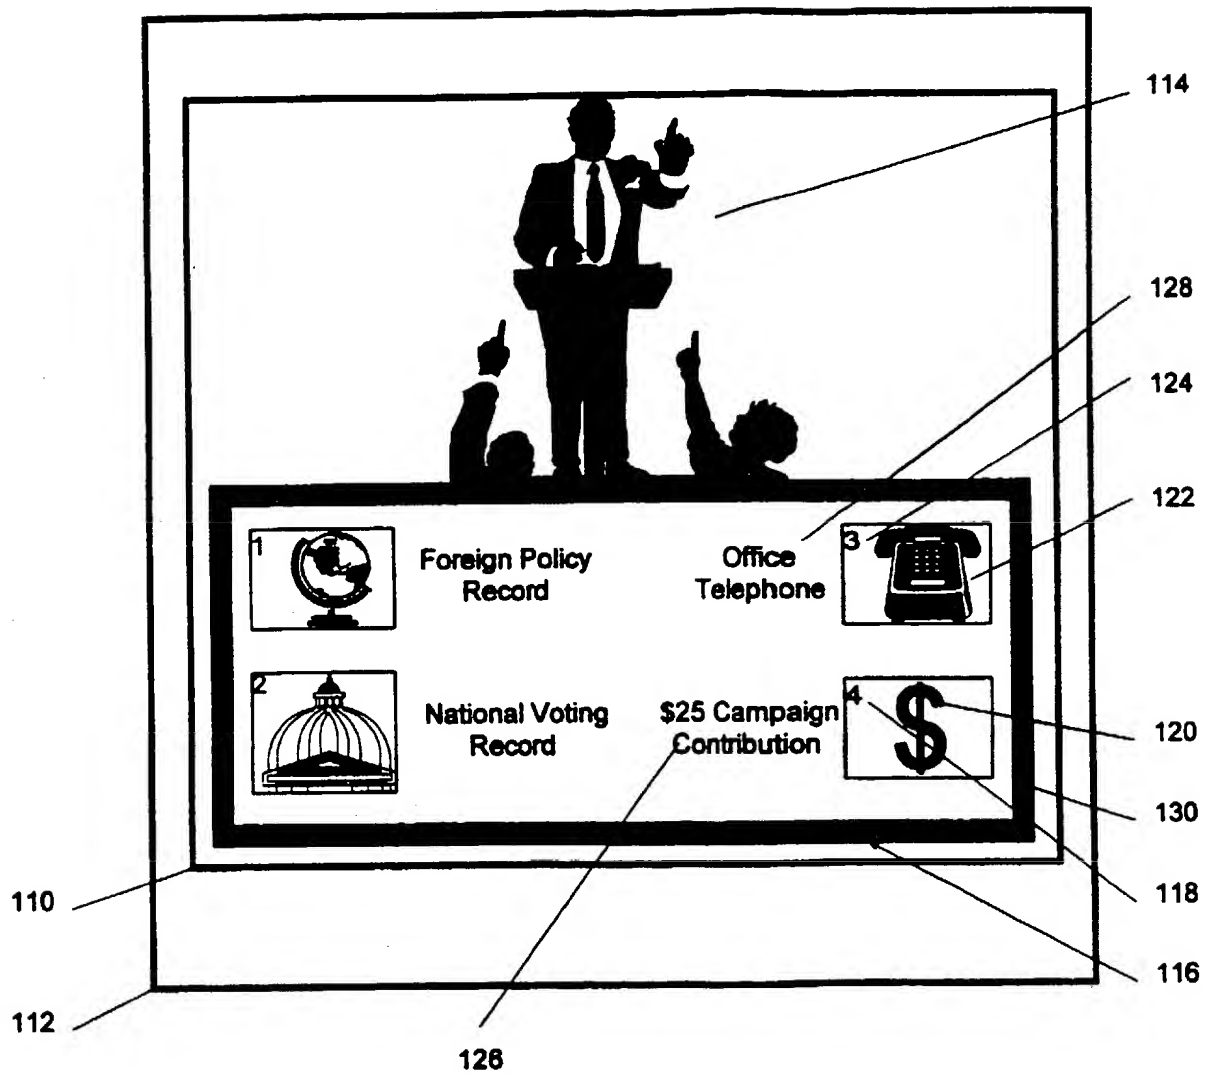 114
128
124
122
1
Foreign Policy
Record
Office
Telephone
3
2
National Voting
Record
$25 Campaign
Contribution
4
120
130
110
118
116
112
126